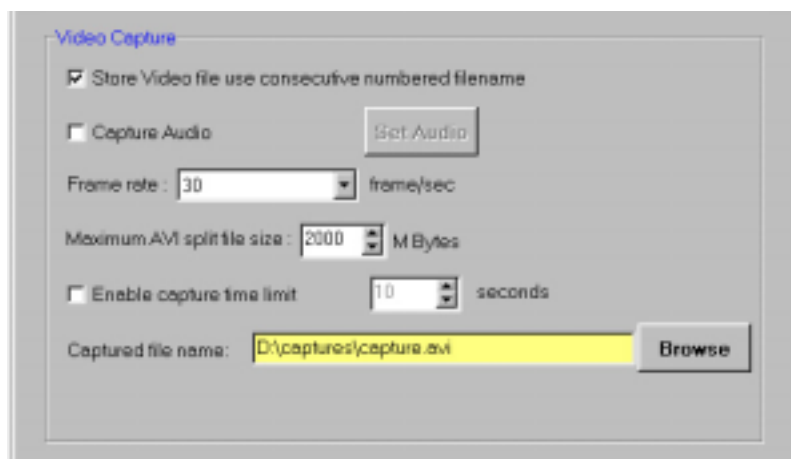 Video Capture
Store Video file use consecutive numbered filename
Capture Audio Set Audio
Frame rate : 30 frame/sec
Maximum AVI split file size : 2000 M Bytes
Enable capture time limit 10 seconds
Captured file name: D:\captures\capture.avi Browse